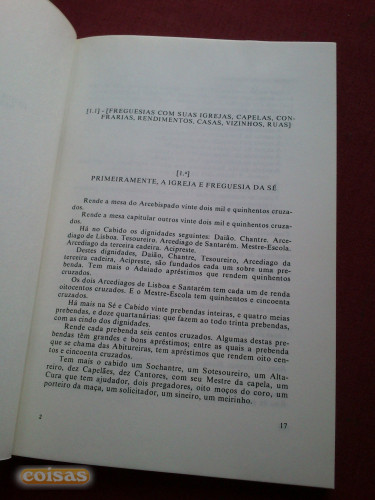 [1.] - [FREGUESIAS COM SUAS IGREJAS, CAPELAS, CON-
FRARIAS, RENDIMENTOS, CASAS, VIZINHOS, RUAS]
[1.ª]
PRIMEIRAMENTE, A IGREJA E FREGUESIA DA SÉ
Rende a mesa do Arcebispado vinte dois mil e quinhentos cruza-
dos.
Rende a mesa capitular outros vinte dois mil e quinhentos cruzados.
Há no Cabido os dignidades seguintes: Daião, Chantre, Arce-
diago de Lisboa, Tesoureiro, Arcediago de Santarém, Mestre-Escola,
Arcediago da terceira cadeira, Acipreste.
Destes dignidades, Daião, Chantre, Tesoureiro, Arcediago da
terceira cadeira, Acipreste, são fundados cada um sobre uma pre-
benda. Tem mais o Adaiado apréstimos que rendem quinhentos
cruzados.
Os dois Arcediagos de Lisboa e Santarém tem cada um de renda
oitocentos cruzados. E o Mestre-Escola tem quinhentos e cincoenta
cruzados.
Há mais na Sé e Cabido vinte prebendas inteiras, e quatro meias
prebendas, e doze quartanárias: que fazem ao todo trinta prebendas,
com as cinco dos dignidades.
Rende cada prebenda seis centos cruzados. Algumas destas pre-
bendas têm grandes e bons apréstimos; entre as quais a prebenda
que se chama das Abitureiras, tem apréstimos que rendem oito cen-
tos e cincoenta cruzados.
Tem mais o cabido um Sochantre, um Sotesoureiro, um Alta-
reiro, dez Capelães, dez Cantores, com seu Mestre da capela, um
Cura que tem ajudador, dois pregadores, oito moços do coro, um
porteiro da maça, um solicitador, um sineiro, um meirinho.
2
17
coisas